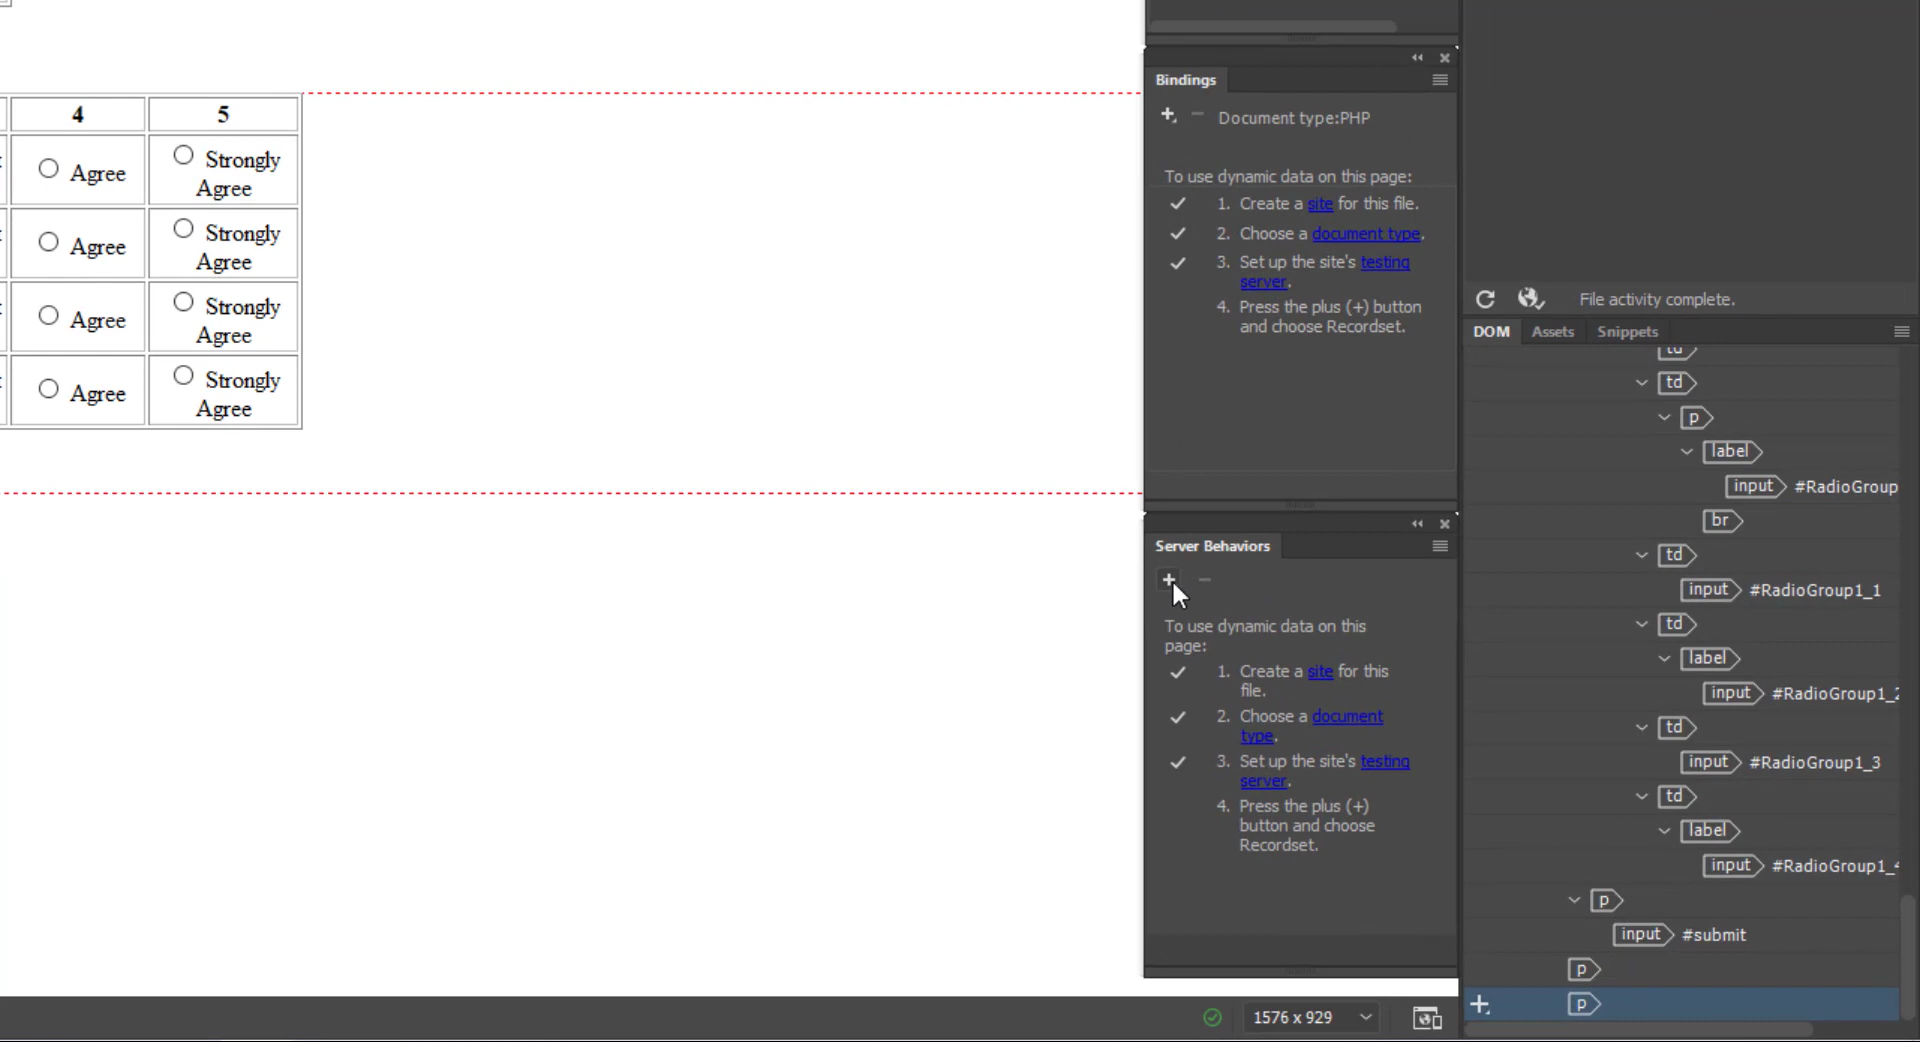 4
5
Agree
Strongly
Agree
Agree
Strongly
Agree
Agree
Strongly
Agree
Agree
Strongly
Agree
Bindings
Document type:PHP
To use dynamic data on this page:
1. Create a site for this file.
2. Choose a document type.
3. Set up the site's testing
server.
4. Press the plus (+) button
and choose Recordset.
Server Behaviors
To use dynamic data on this
page:
1. Create a site for this
file.
2. Choose a document
type.
3. Set up the site's testing
server.
4. Press the plus (+)
button and choose
Recordset.
1576 x 929
File activity complete.
DOM Assets Snippets
td
td
p
label
input #RadioGroup
br
td
input #RadioGroup1_1
td
label
input #RadioGroup1_2
td
input #RadioGroup1_3
td
label
input #RadioGroup1_4
p
input #submit
p
p